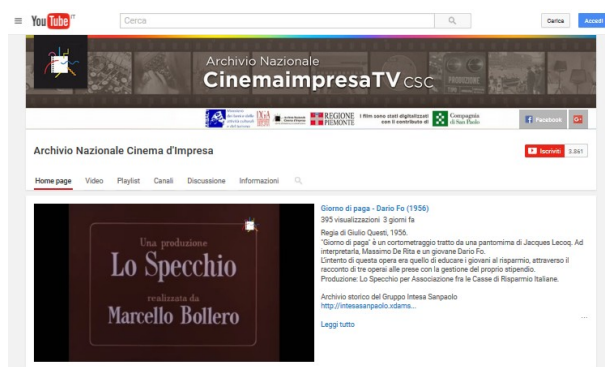 YouTube IT
Cerca
Carica
Accedi
Archivio Nazionale
CinemaimpresaTV CSC
REGIONE
PIEMONTE
I film sono stati digitalizzati
con il contributo di
Compagnia
di San Paolo
Facebook
Archivio Nazionale Cinema d'Impresa
Iscriviti 3.861
Home page Video Playlist Canali Discussione Informazioni
Una produzione
Lo Specchio
realizzata da
Marcello Bollero
Giorno di paga - Dario Fo (1956)
395 visualizzazioni 3 giorni fa
Regia di Giulio Questi, 1956.
"Giorno di paga" è un cortometraggio tratto da una pantomima di Jacques Lecoq. Ad
interpretarla, Massimo De Rita e un giovane Dario Fo.
L'intento di questa opera era quello di educare i giovani al risparmio, attraverso il
racconto di tre operai alle prese con la gestione del proprio stipendio.
Produzione: Lo Specchio per Associazione fra le Casse di Risparmio Italiane.
Archivio storico del Gruppo Intesa Sanpaolo
http://intesasanpaolo.xdams...
...
Leggi tutto